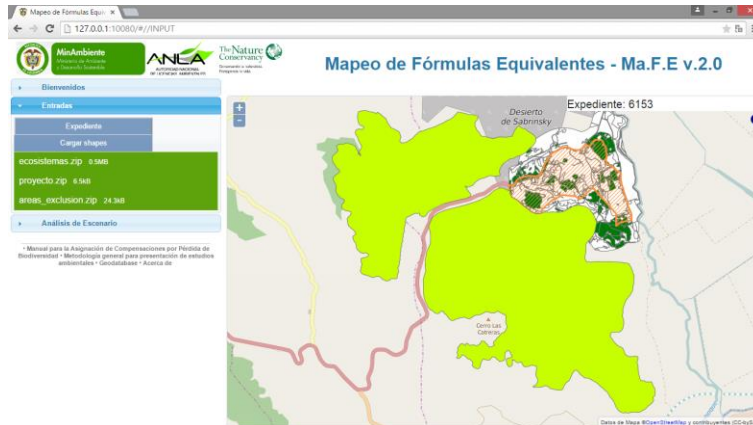 Mapeo de Fórmulas Equiv
127.0.0.1:10080/#//INPUT
MinAmbiente
Ministerio de Ambiente
y Desarrollo Sostenible
ANLA
AUTORIDAD NACIONAL
DE LICENCIAS AMBIENTALES
The Nature
Conservancy
Mapeo de Fórmulas Equivalentes - Ma.F.E v.2.0
Bienvenidos
Entradas
Expediente
Cargar shapes
ecosistemas.zip 8.5MB
proyecto.zip 6.5kB
areas_exclusion.zip 24.3kB
Análisis de Escenario
• Manual para la Asignación de Compensaciones por Pérdida de
Biodiversidad • Metodología general para presentación de estudios
ambientales • Geodatabase • Acerca de
+
-
Expediente: 6153
Desierto
de Sabrinsky
Cerro Las
Cabras
Datos de Mapa ©OpenStreetMap y contribuyentes (CC-by-S